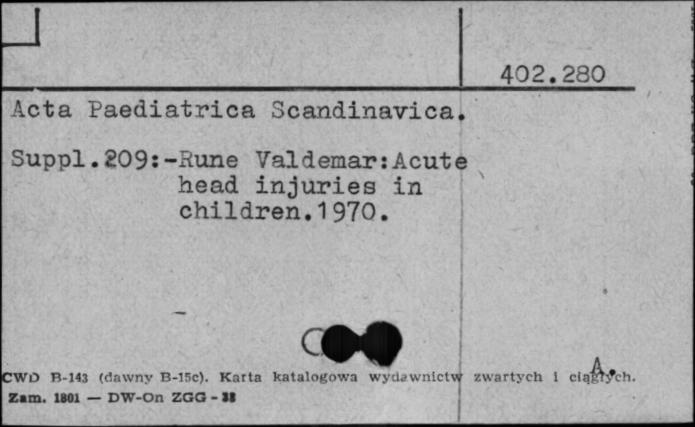 402.280
Acta Paediatrica Scandinavica.
Suppl.209:-Rune Valdemar:Acute
head injuries in
children.1970.
A.
CWD B-143 (dawny B-15c). Karta katalogowa wydawnictw zwartych i ciągłych.
Zam. 1801 — DW-On ZGG - 38